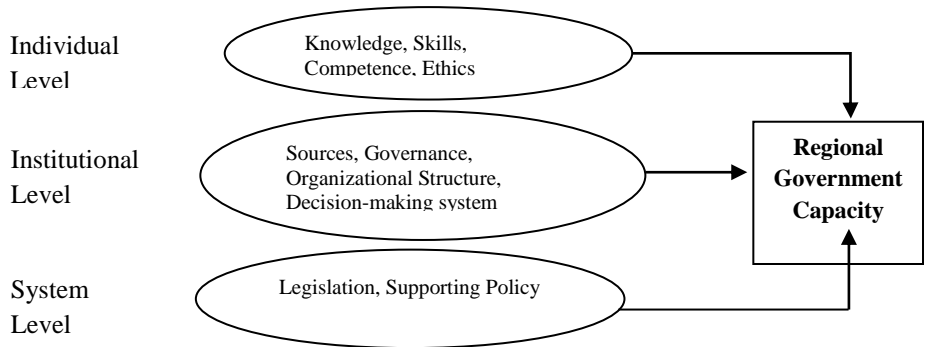 Individual
Level
Knowledge, Skills,
Competence, Ethics
Institutional
Level
Sources, Governance,
Organizational Structure,
Decision-making system
System
Level
Legislation, Supporting Policy
Regional
Government
Capacity